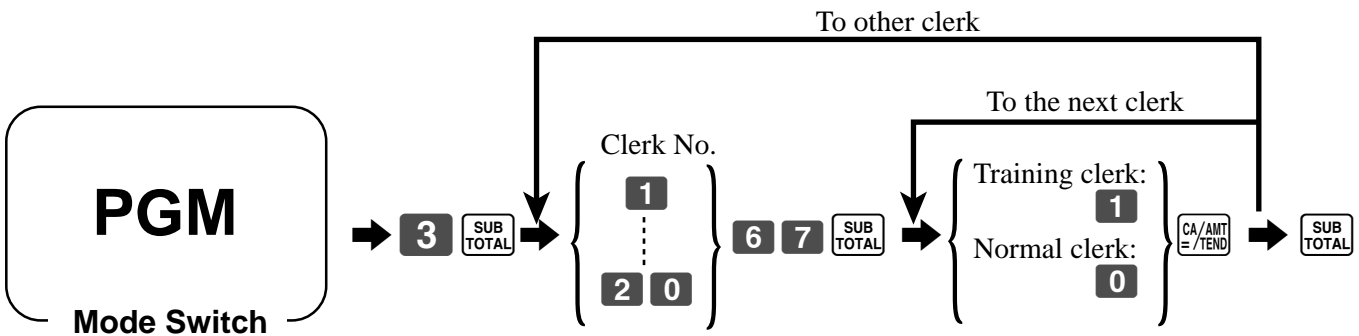 To other clerk
To the next clerk
Clerk No.
Training clerk:
1
1
PGM
3 SUB TOTAL
6 7 SUB TOTAL
CA/AMT = /TEND
SUB TOTAL
Normal clerk:
2 0
0
Mode Switch